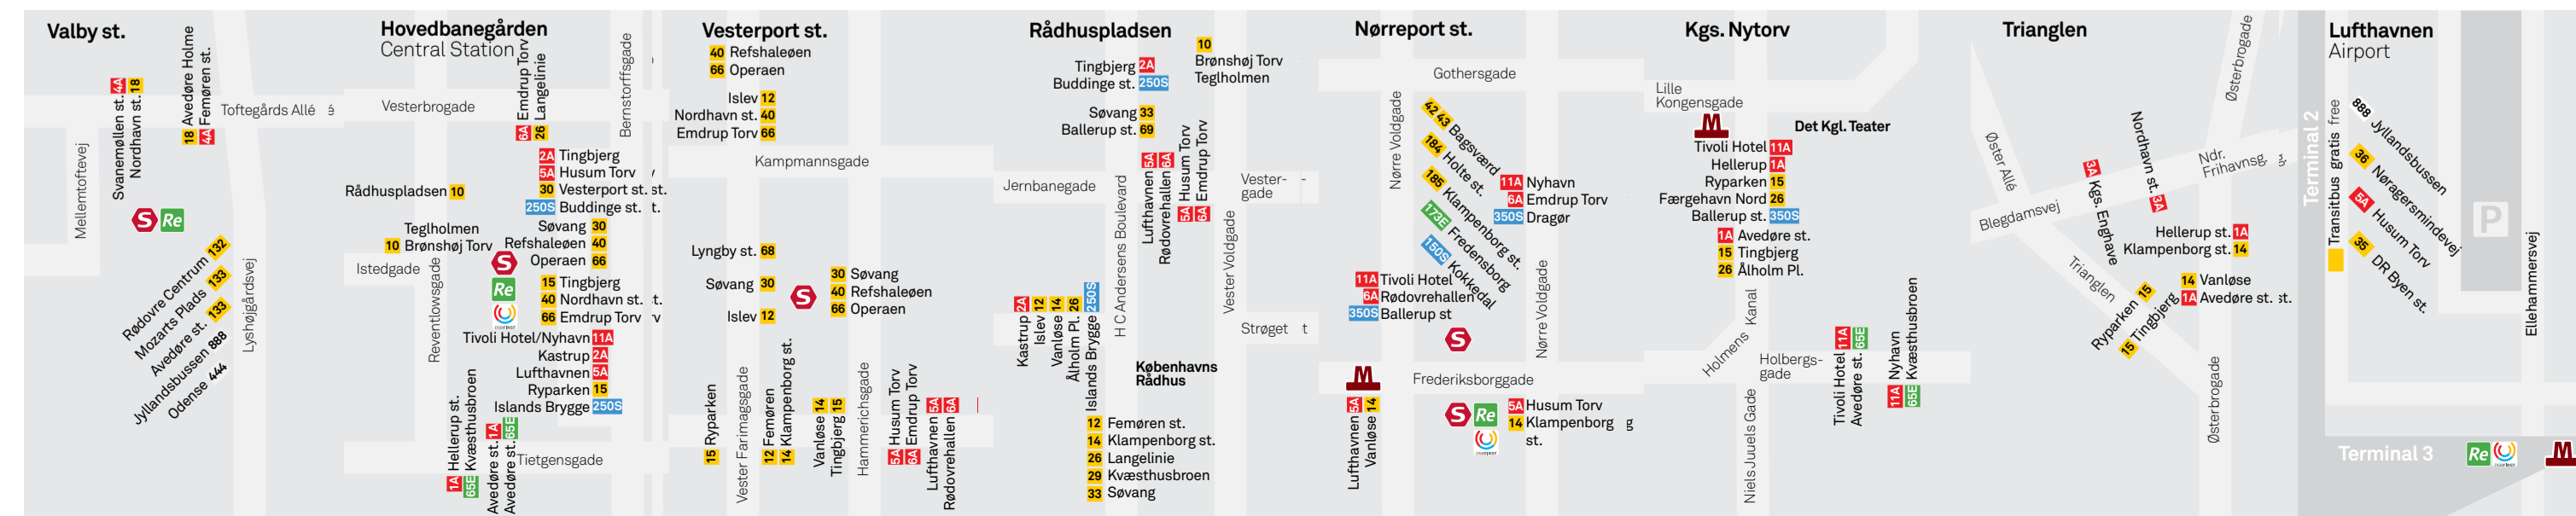 Valby st.
Svanemøllen st. 4A
Nordhavn st. 18
18 Avedøre Holme
4A Femøren st.
Toftegårds Allé
Mellemtoftevej
S Re
Rødovre Centrum 132
Mozarts Plads 133
Avedøre st. 133
Jyllandsbussen 888
Odense 444
Lyshøjgårdsvej
Hovedbanegården
Central Station
6A Emdrup Torv
26 Langelinie
Bernstorffsgade
Vesterbrogade
2A Tingbjerg
5A Husum Torv
30 Vesterport st.
250S Buddinge st.
Rådhuspladsen 10
Teglholmen
10 Brønshøj Torv
Søvang 30
Refshaleøen 40
Operaen 66
Istedgade
Reventlowsgade
S
Re
15 Tingbjerg
40 Nordhavn st.
66 Emdrup Torv
Tivoli Hotel/Nyhavn 11A
Kastrup 2A
Lufthavnen 5A
Ryparken 15
Islands Brygge 250S
1A Hellerup st.
65E Kvæsthusbroen
Avedøre st. 1A
Avedøre st. 65E
Tietgensgade
Vesterport st.
40 Refshaleøen
66 Operaen
Islev 12
Nordhavn st. 40
Emdrup Torv 66
Kampmannsgade
Lyngby st. 68
Søvang 30
Islev 12
S
30 Søvang
40 Refshaleøen
66 Operaen
15 Ryparken
Vester Farimagsgade
12 Femøren
14 Klampenborg st.
Vanløse 14
Tingbjerg 15
Hammerichsgade
5A Husum Torv
6A Emdrup Torv
Lufthavnen 5A
Rødovrehallen 6A
Rådhuspladsen
Tingbjerg 2A
Buddinge st. 250S
10
Brønshøj Torv
Teglholmen
Søvang 33
Ballerup st. 69
Lufthavnen 5A
Rødovrehallen 6A
5A Husum Torv
6A Emdrup Torv
Jernbanegade
H C Andersens Boulevard
Vester-
gade
Vester Voldgade
Strøget
Kastrup 2A
Islev 12
Vanløse 14
Ålholm Pl. 26
Islands Brygge 250S
Københavns
Rådhus
12 Femøren st.
14 Klampenborg st.
26 Langelinie
29 Kvæsthusbroen
33 Søvang
Nørreport st.
Gothersgade
Nørre Voldgade
42 43 Bagsværd
184 Holte st.
185 Klampenborg st.
173E Fredensborg
150S Kokkedal
11A Nyhavn
6A Emdrup Torv
350S Dragør
11A Tivoli Hotel
6A Rødovrehallen
350S Ballerup st
S
Nørre Voldgade
M
Frederiksborggade
Lufthavnen 5A
Vanløse 14
S Re
5A Husum Torv
14 Klampenborg
st.
Kgs. Nytorv
Lille
Kongensgade
M
Det Kgl. Teater
Tivoli Hotel 11A
Hellerup 1A
Ryparken 15
Færgehavn Nord 26
Ballerup st. 350S
1A Avedøre st.
15 Tingbjerg
26 Ålholm Pl.
Holmens Kanal
Holbergs-
gade
Niels Juuels Gade
Tivoli Hotel 11A
Avedøre st. 65E
11A Nyhavn
65E Kvæsthusbroen
Trianglen
Øster Allé
Blegdamsvej
Trianglen
3A Kgs. Enghave
Nordhavn st. 3A
Ndr.
Frihavnsg.
Østerbrogade
Hellerup st. 1A
Klampenborg st. 14
14 Vanløse
1A Avedøre st.
Ryparken 15
15 Tingbjerg
Østerbrogade
Lufthavnen
Airport
Terminal 2
Transitbus gratis free
888 Jyllandsbussen
36 Nøragersmindevej
5A Husum Torv
35 DR Byen st.
P
Ellehammersvej
Terminal 3
Re
M